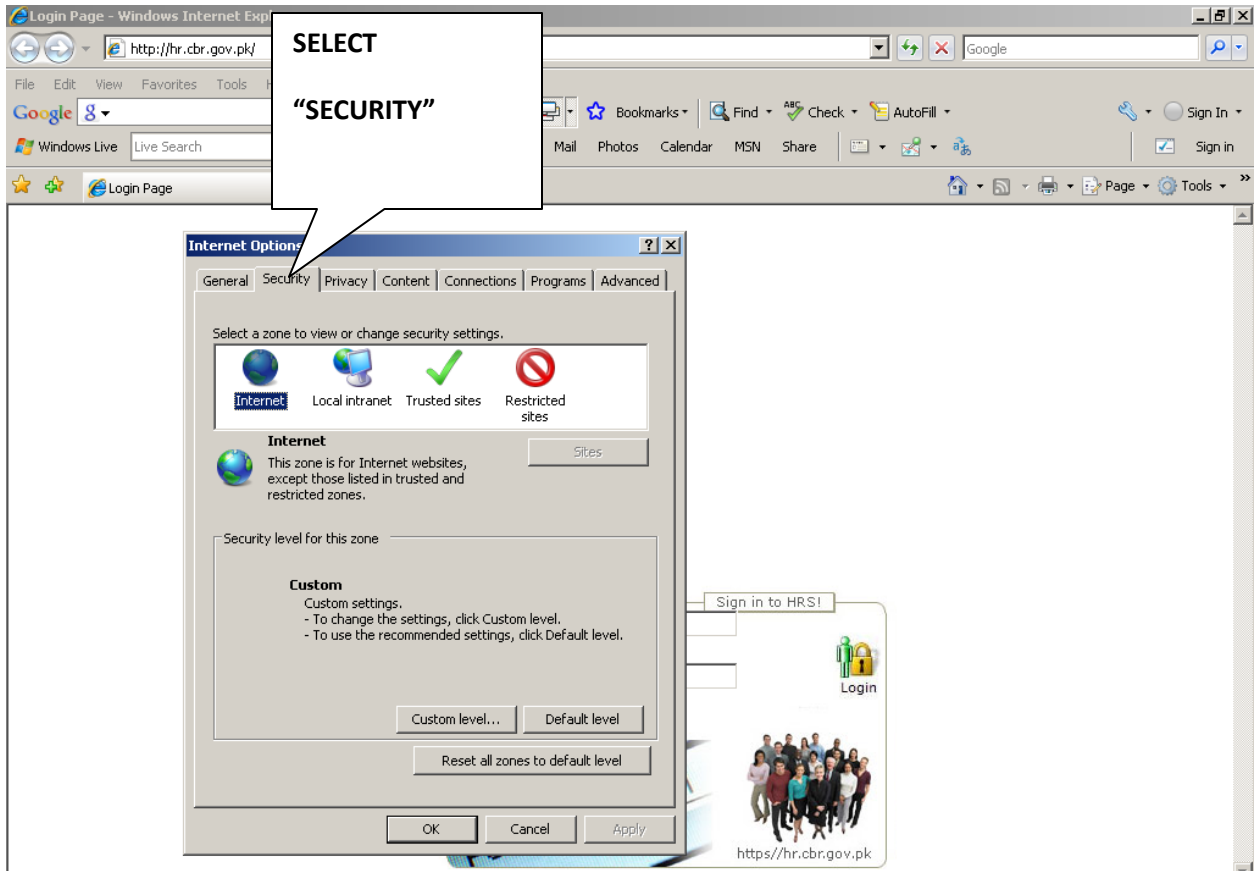 Login Page - Windows Internet Exp
SELECT
“SECURITY”
http://hr.cbr.gov.pk/
Google
File Edit View Favorites Tools
Google
Bookmarks Find Check AutoFill Sign In
Windows Live Live Search Mail Photos Calendar MSN Share Sign in
Login Page Page Tools »
Internet Options
General Security Privacy Content Connections Programs Advanced
Select a zone to view or change security settings.
Internet Local intranet Trusted sites Restricted
sites
Internet
Sites
This zone is for Internet websites,
except those listed in trusted and
restricted zones.
Security level for this zone
Custom
Custom settings.
- To change the settings, click Custom level.
- To use the recommended settings, click Default level.
Custom level... Default level
Reset all zones to default level
OK Cancel Apply
Sign in to HRS!
Login
https//hr.cbr.gov.pk